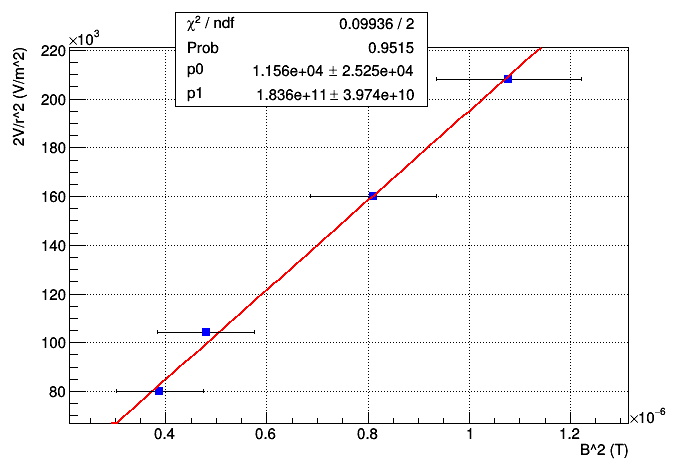 χ² / ndf 0.09936 / 2
Prob 0.9515
p0 1.156e+04 ± 2.525e+04
p1 1.836e+11 ± 3.974e+10
×10³
2V/r^2 (V/m^2)
220
200
180
160
140
120
100
80
0.4 0.6 0.8 1 1.2
×10⁻⁶
B^2 (T)